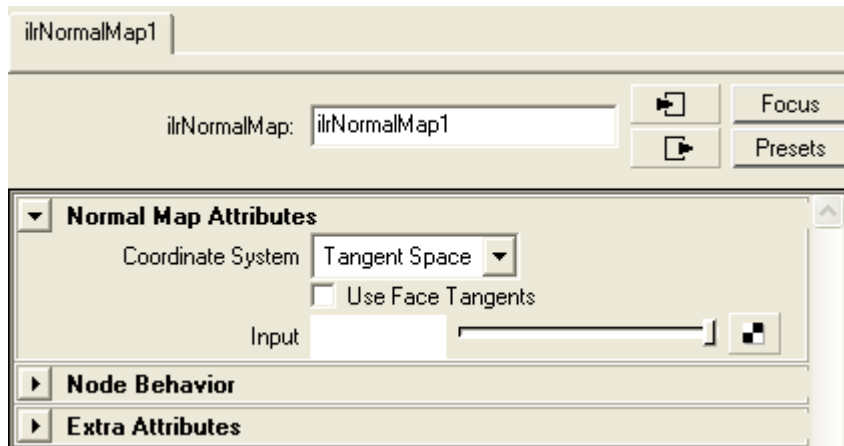 ilrNormalMap1
ilrNormalMap: ilrNormalMap1
Focus
Presets
Normal Map Attributes
Coordinate System Tangent Space
Use Face Tangents
Input
Node Behavior
Extra Attributes